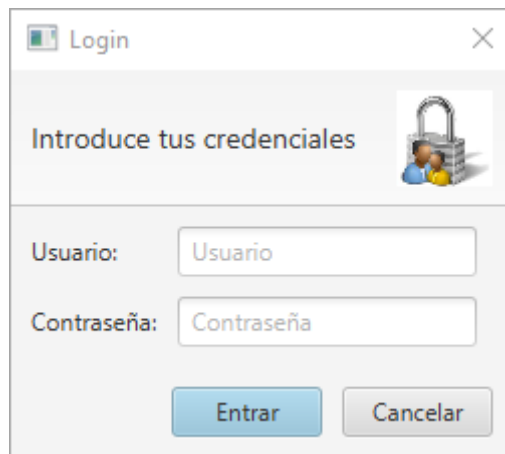 Login
Introduce tus credenciales
Usuario: Usuario
Contraseña: Contraseña
Entrar Cancelar